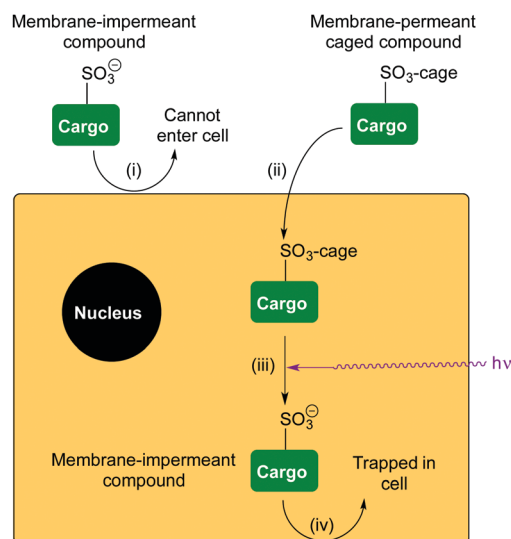 Membrane-impermeant
compound
SO3⊖
Cargo
Cannot
enter cell
(i)
Membrane-permeant
caged compound
SO3-cage
Cargo
(ii)
SO3-cage
Cargo
Nucleus
(iii)
hν
SO3⊖
Cargo
Membrane-impermeant
compound
Trapped in
cell
(iv)